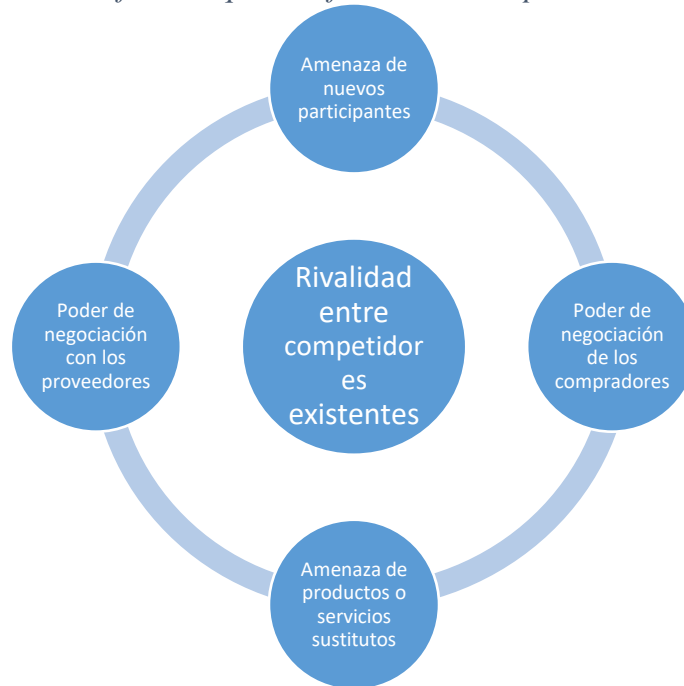 Amenaza de
nuevos
participantes
Poder de
negociación
con los
proveedores
Rivalidad
entre
competidor
es
existentes
Poder de
negociación
de los
compradores
Amenaza de
productos o
servicios
sustitutos